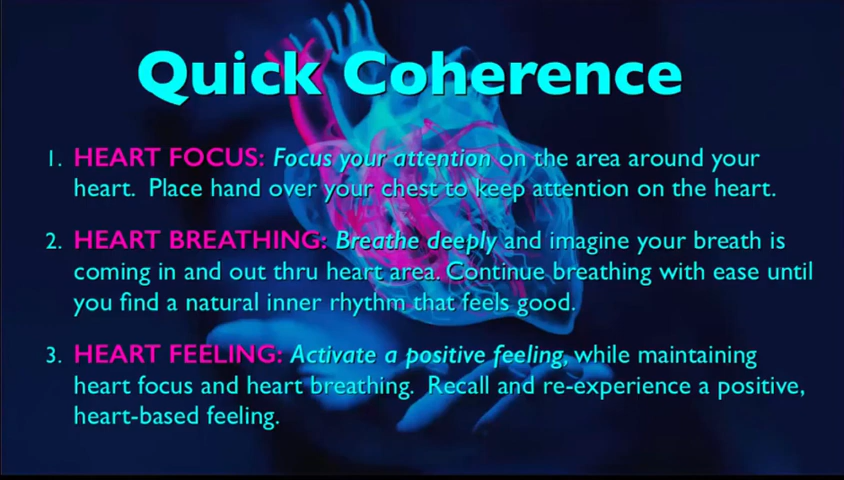 Quick Coherence
1. HEART FOCUS: Focus your attention on the area around your
heart. Place hand over your chest to keep attention on the heart.
2. HEART BREATHING: Breathe deeply and imagine your breath is
coming in and out thru heart area. Continue breathing with ease until
you find a natural inner rhythm that feels good.
3. HEART FEELING: Activate a positive feeling, while maintaining
heart focus and heart breathing. Recall and re-experience a positive,
heart-based feeling.